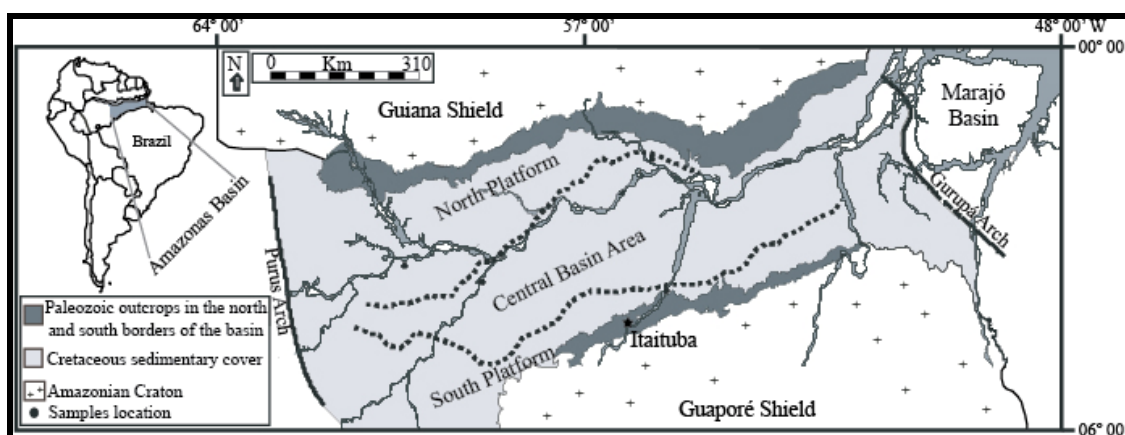 64° 00’
57° 00’
48° 00’ W
00° 00
N
0 Km 310
Guiana Shield
Marajó
Basin
Brazil
Amazonas Basin
North Platform
Gurupá Arch
Central Basin Area
Purus Arch
Itaituba
South Platform
Guaporé Shield
Paleozoic outcrops in the north
and south borders of the basin
Cretaceous sedimentary cover
Amazonian Craton
Samples location
06° 00